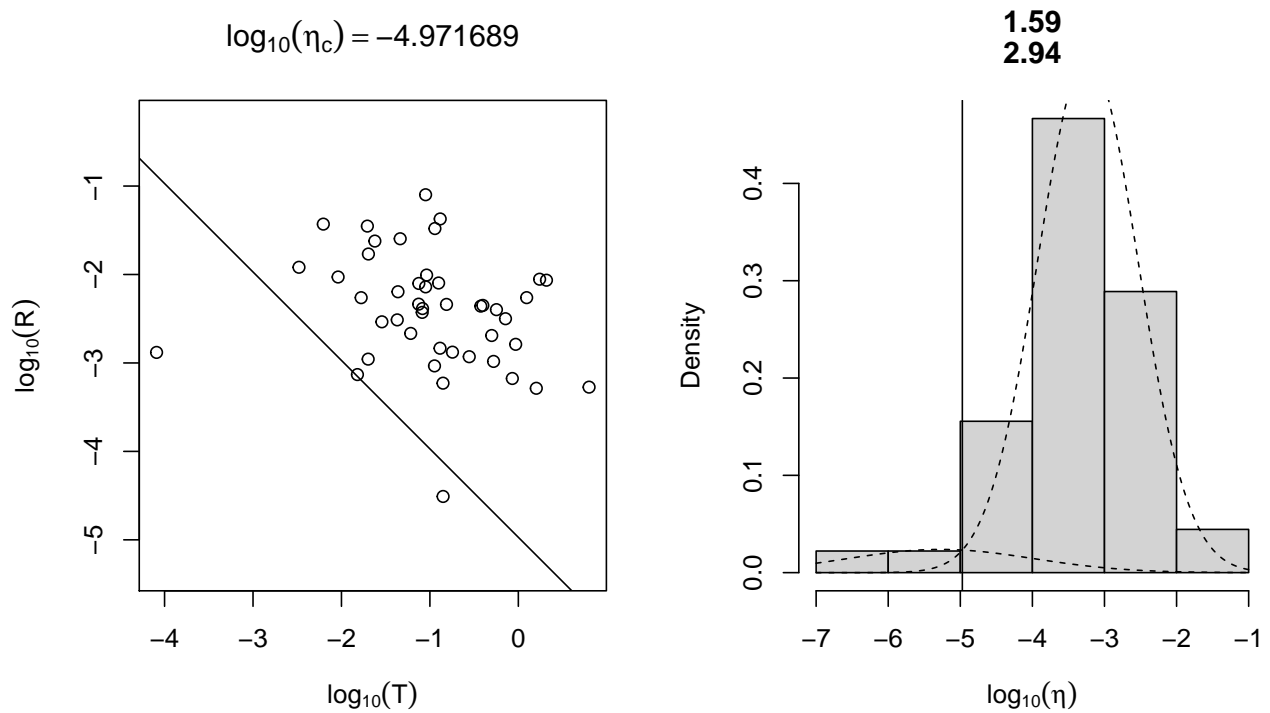 log₁₀(η_c) = −4.971689
−1
−2
−3
−4
−5
log₁₀(R)
−4 −3 −2 −1 0
log₁₀(T)
1.59
2.94
0.4
0.3
0.2
0.1
0.0
Density
−7 −6 −5 −4 −3 −2 −1
log₁₀(η)